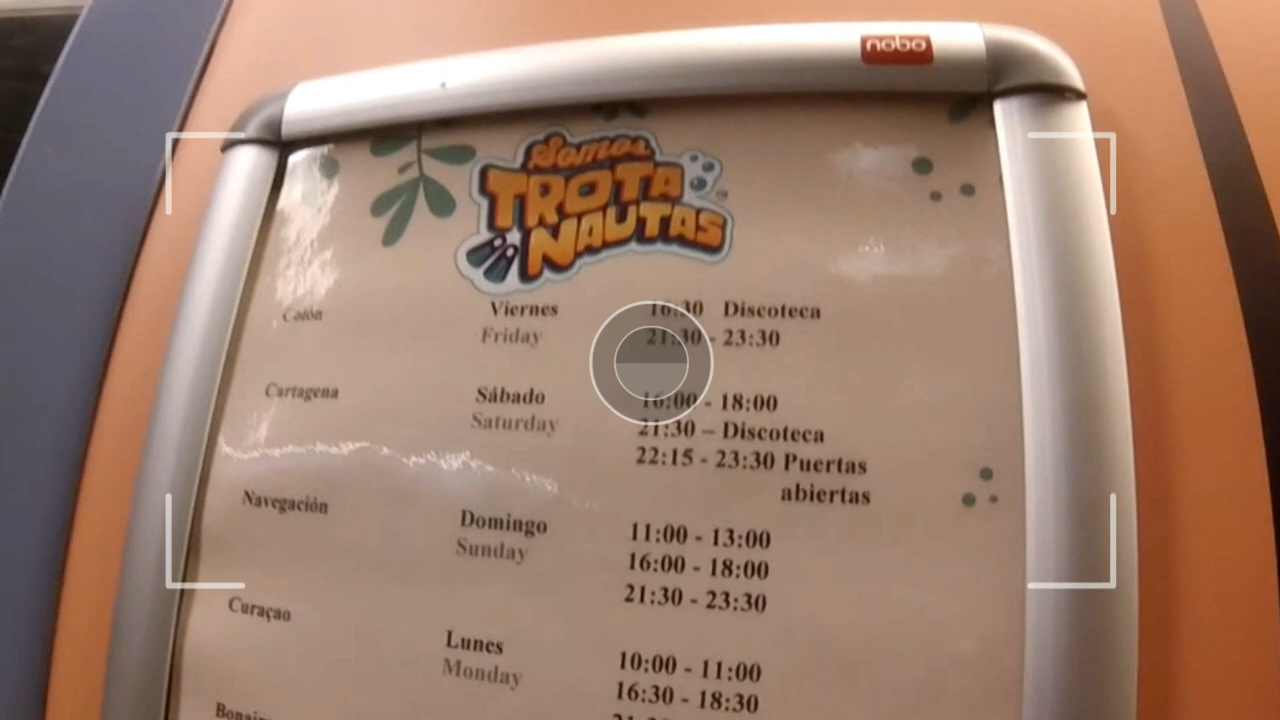 nobo
Somos
TROTA
NAUTAS
Colón Viernes 16:30 Discoteca
Friday 21:30 - 23:30
Cartagena Sábado 16:00 - 18:00
Saturday 21:30 – Discoteca
22:15 - 23:30 Puertas
abiertas
Navegación Domingo 11:00 - 13:00
Sunday 16:00 - 18:00
21:30 - 23:30
Curaçao Lunes 10:00 - 11:00
Monday 16:30 - 18:30